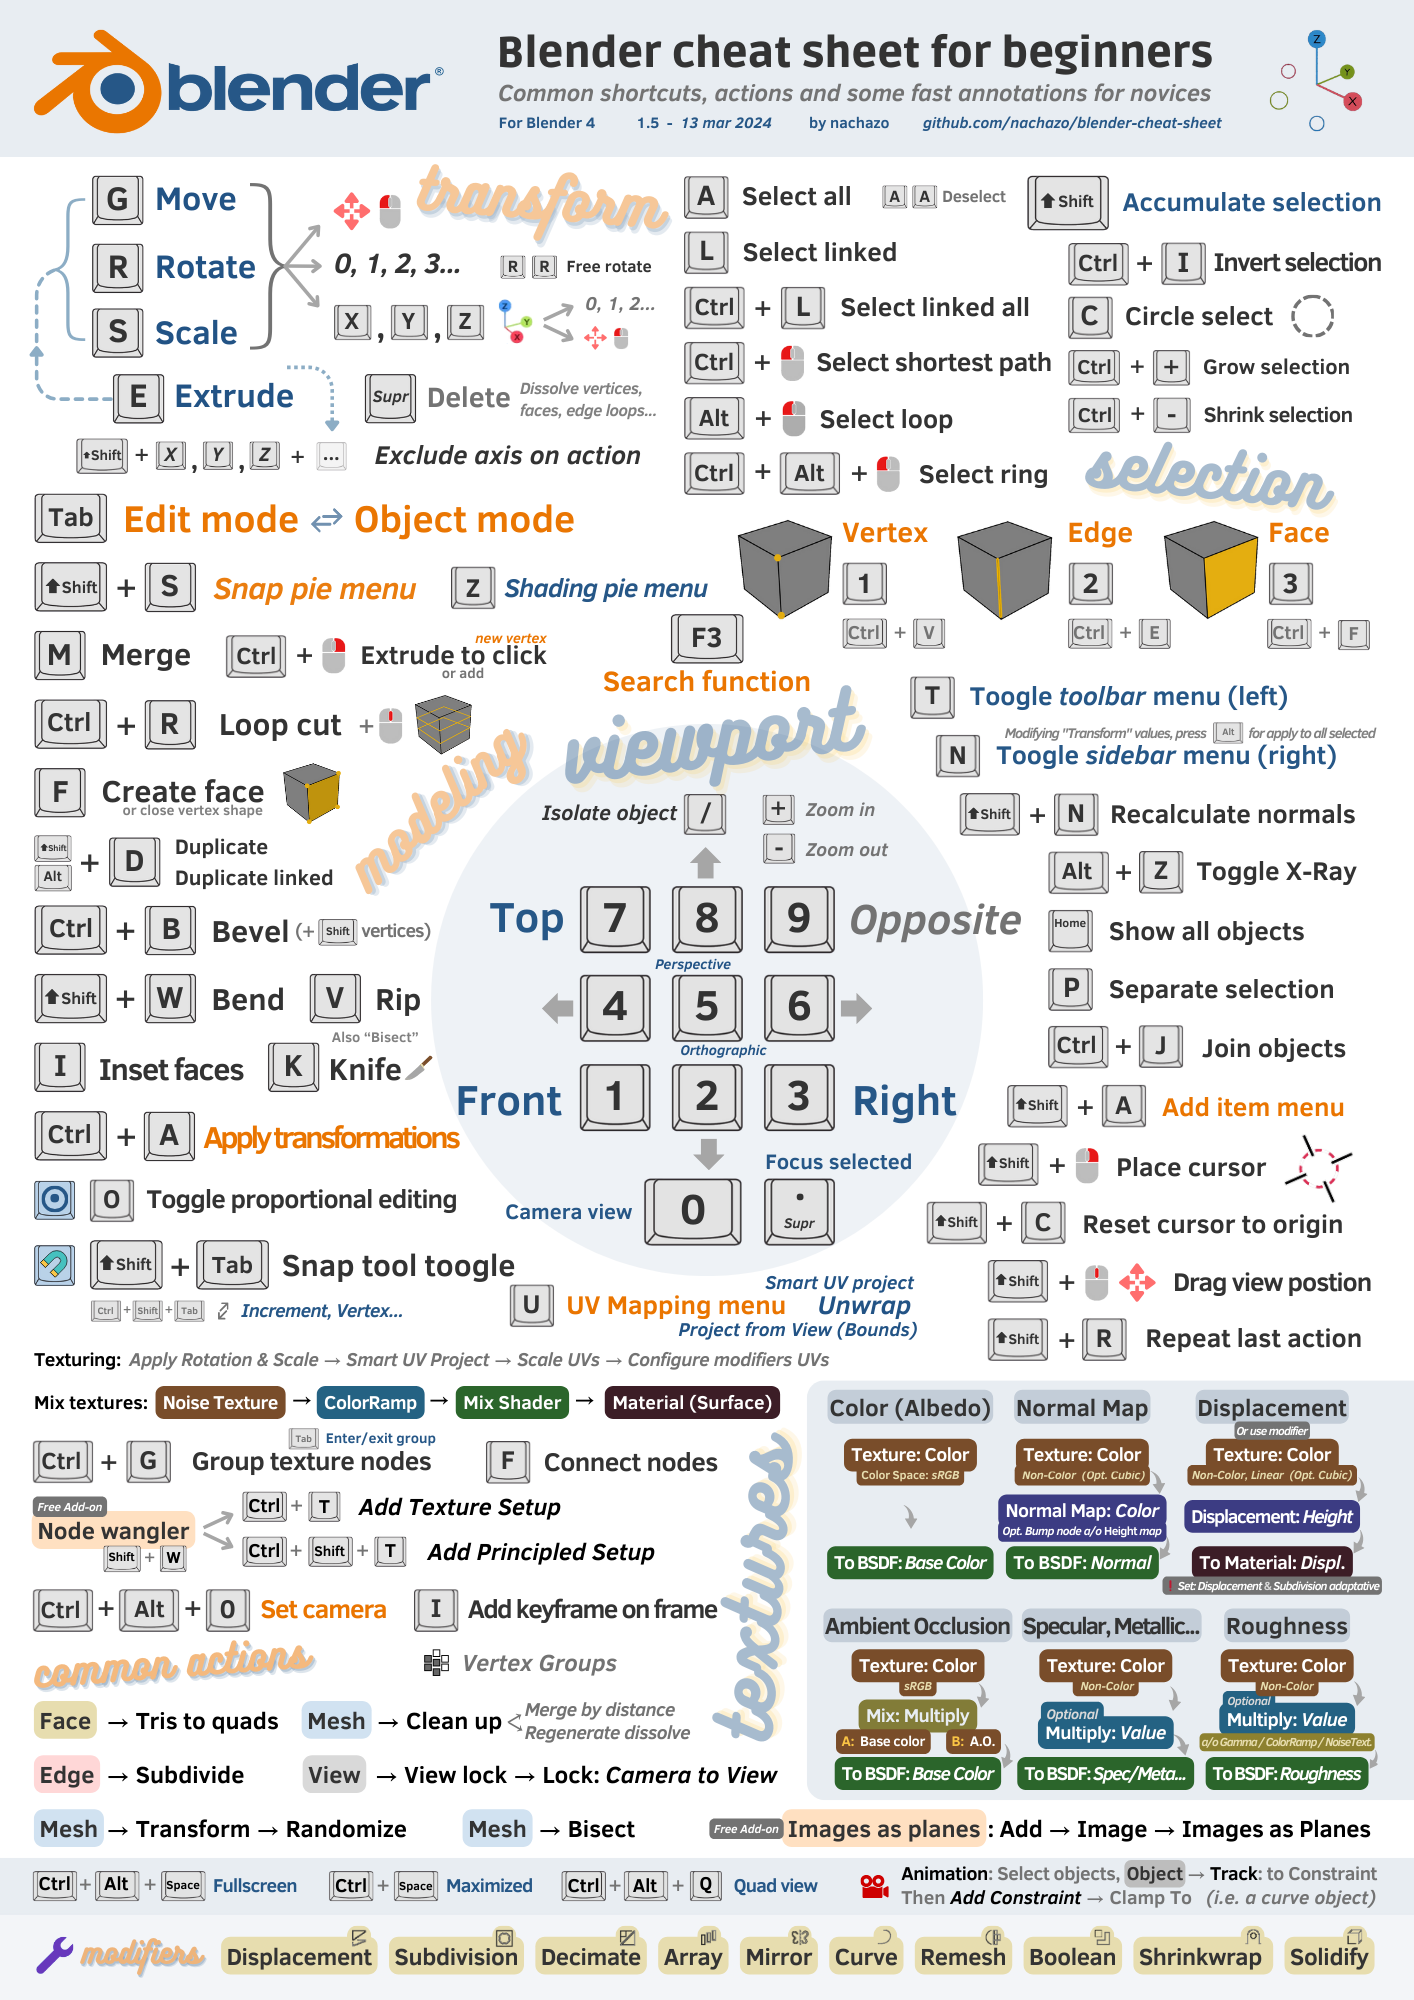 blender®
Blender cheat sheet for beginners
Common shortcuts, actions and some fast annotations for novices
For Blender 4 1.5 - 13 mar 2024 by nachazo github.com/nachazo/blender-cheat-sheet
Z Y X
transform
G Move
R Rotate
S Scale
0, 1, 2, 3...
R R Free rotate
X , Y , Z
Z Y X
0, 1, 2...
E Extrude
Supr Delete Dissolve vertices,
faces, edge loops...
Shift + X , Y , Z + ... Exclude axis on action
A Select all A A Deselect
Shift Accumulate selection
L Select linked
Ctrl + I Invert selection
Ctrl + L Select linked all
C Circle select
Ctrl + Select shortest path
Ctrl + + Grow selection
Alt + Select loop
Ctrl + - Shrink selection
Ctrl + Alt + Select ring
selection
Tab Edit mode ⇄ Object mode
Vertex
1
Ctrl + V
Edge
2
Ctrl + E
Face
3
Ctrl + F
Shift + S Snap pie menu
Z Shading pie menu
F3
Search function
M Merge
new vertex
Ctrl + Extrude to click
or add
Ctrl + R Loop cut +
F Create face
or close vertex shape
modeling
Shift
Alt
+ D Duplicate
Duplicate linked
Ctrl + B Bevel (+ Shift vertices)
Shift + W Bend
V Rip
I Inset faces
Also “Bisect”
K Knife
Ctrl + A Apply transformations
O Toggle proportional editing
Shift + Tab Snap tool toogle
Ctrl + Shift + Tab Increment, Vertex...
viewport
Isolate object /
+ Zoom in
- Zoom out
Top 7 8 9 Opposite
Perspective
4 5 6
Orthographic
Front 1 2 3 Right
Focus selected
Camera view 0 . Supr
T Toogle toolbar menu (left)
Modifying "Transform" values, press Alt for apply to all selected
N Toogle sidebar menu (right)
Shift + N Recalculate normals
Alt + Z Toggle X-Ray
Home Show all objects
P Separate selection
Ctrl + J Join objects
Shift + A Add item menu
Shift + Place cursor
Shift + C Reset cursor to origin
Shift + Drag view postion
Shift + R Repeat last action
Smart UV project
U UV Mapping menu Unwrap
Project from View (Bounds)
Texturing: Apply Rotation & Scale → Smart UV Project → Scale UVs → Configure modifiers UVs
Mix textures: Noise Texture → ColorRamp → Mix Shader → Material (Surface)
Tab Enter/exit group
Ctrl + G Group texture nodes
F Connect nodes
Free Add-on
Node wangler
Shift + W
Ctrl + T Add Texture Setup
Ctrl + Shift + T Add Principled Setup
textures
Ctrl + Alt + 0 Set camera
I Add keyframe on frame
common actions
Vertex Groups
Face → Tris to quads
Mesh → Clean up
Merge by distance
Regenerate dissolve
Edge → Subdivide
View → View lock → Lock: Camera to View
Mesh → Transform → Randomize
Mesh → Bisect
Free Add-on Images as planes : Add → Image → Images as Planes
Color (Albedo)
Texture: Color
Color Space: sRGB
To BSDF: Base Color
Normal Map
Texture: Color
Non-Color (Opt. Cubic)
Normal Map: Color
Opt. Bump node a/o Height map
To BSDF: Normal
Displacement
Or use modifier
Texture: Color
Non-Color, Linear (Opt. Cubic)
Displacement: Height
To Material: Displ.
! Set: Displacement & Subdivision adaptative
Ambient Occlusion
Texture: Color
sRGB
Mix: Multiply
A: Base color B: A.O.
To BSDF: Base Color
Specular, Metallic...
Texture: Color
Non-Color
Optional
Multiply: Value
To BSDF: Spec/Meta...
Roughness
Texture: Color
Non-Color
Optional
Multiply: Value
a/o Gamma / ColorRamp / NoiseText.
To BSDF: Roughness
Ctrl + Alt + Space Fullscreen
Ctrl + Space Maximized
Ctrl + Alt + Q Quad view
Animation: Select objects, Object → Track: to Constraint
Then Add Constraint → Clamp To (i.e. a curve object)
modifiers
Displacement Subdivision Decimate Array Mirror Curve Remesh Boolean Shrinkwrap Solidify